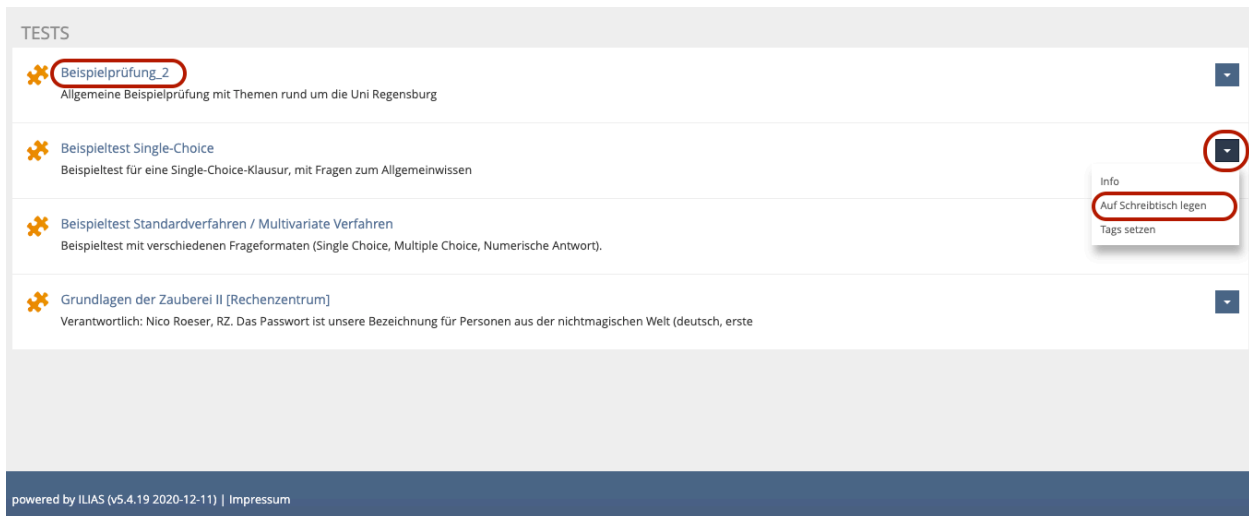 TESTS
Beispielprüfung_2
Allgemeine Beispielprüfung mit Themen rund um die Uni Regensburg
Beispieltest Single-Choice
Beispieltest für eine Single-Choice-Klausur, mit Fragen zum Allgemeinwissen
Info
Auf Schreibtisch legen
Tags setzen
Beispieltest Standardverfahren / Multivariate Verfahren
Beispieltest mit verschiedenen Frageformaten (Single Choice, Multiple Choice, Numerische Antwort).
Grundlagen der Zauberei II [Rechenzentrum]
Verantwortlich: Nico Roeser, RZ. Das Passwort ist unsere Bezeichnung für Personen aus der nichtmagischen Welt (deutsch, erste
powered by ILIAS (v5.4.19 2020-12-11) | Impressum